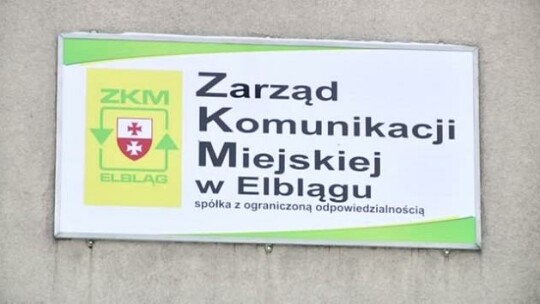 ZKM
ELBLĄG
Zarząd
Komunikacji
Miejskiej
w Elblągu
spółka z ograniczoną odpowiedzialnością